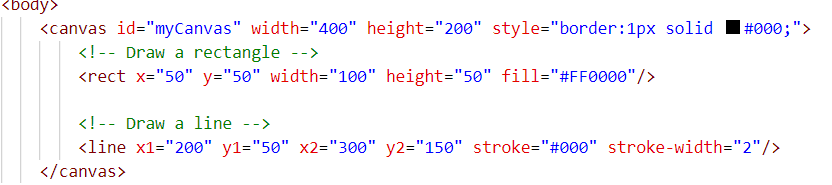 <body>
<canvas id="myCanvas" width="400" height="200" style="border:1px solid #000;">
<!-- Draw a rectangle -->
<rect x="50" y="50" width="100" height="50" fill="#FF0000"/>
<!-- Draw a line -->
<line x1="200" y1="50" x2="300" y2="150" stroke="#000" stroke-width="2"/>
</canvas>